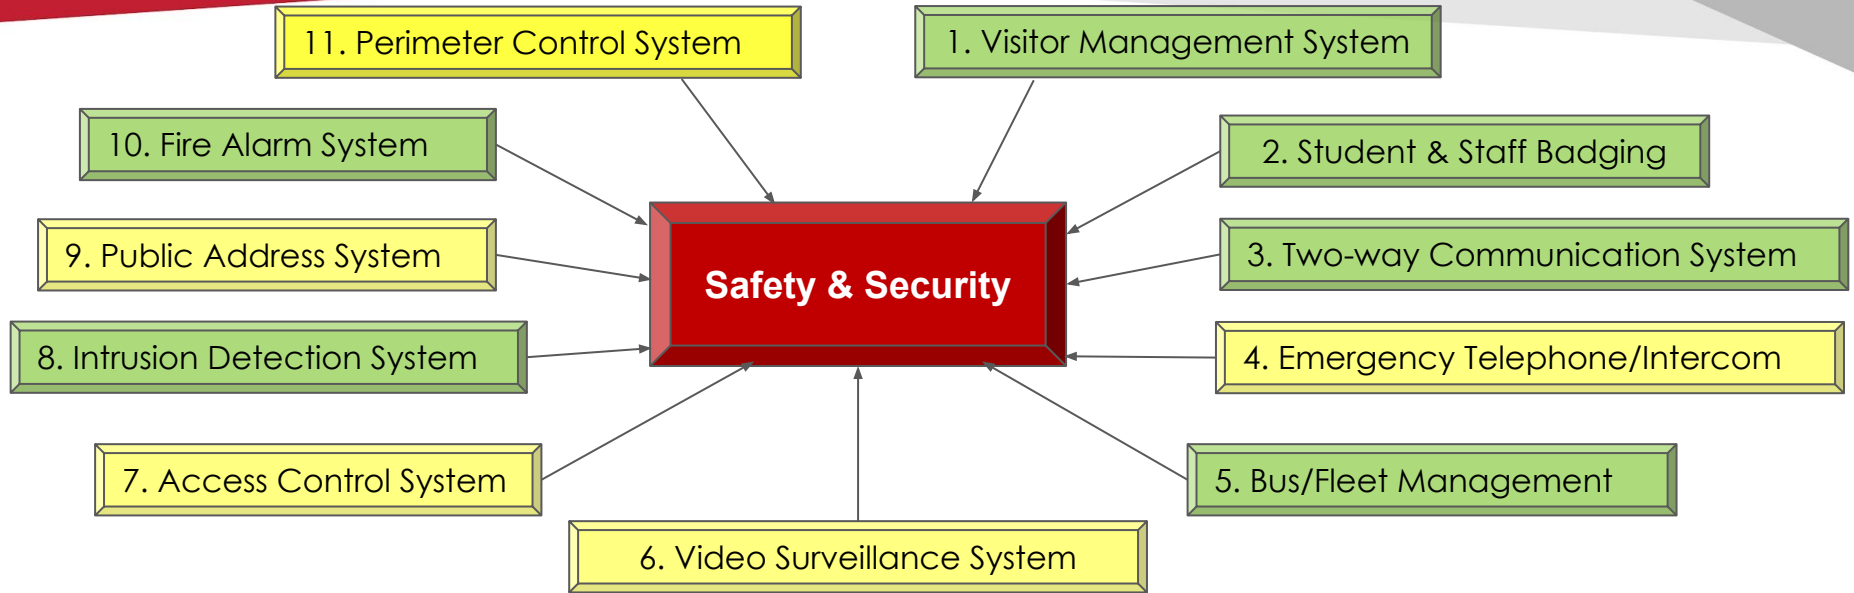 11. Perimeter Control System
1. Visitor Management System
10. Fire Alarm System
2. Student & Staff Badging
9. Public Address System
3. Two-way Communication System
Safety & Security
8. Intrusion Detection System
4. Emergency Telephone/Intercom
7. Access Control System
5. Bus/Fleet Management
6. Video Surveillance System